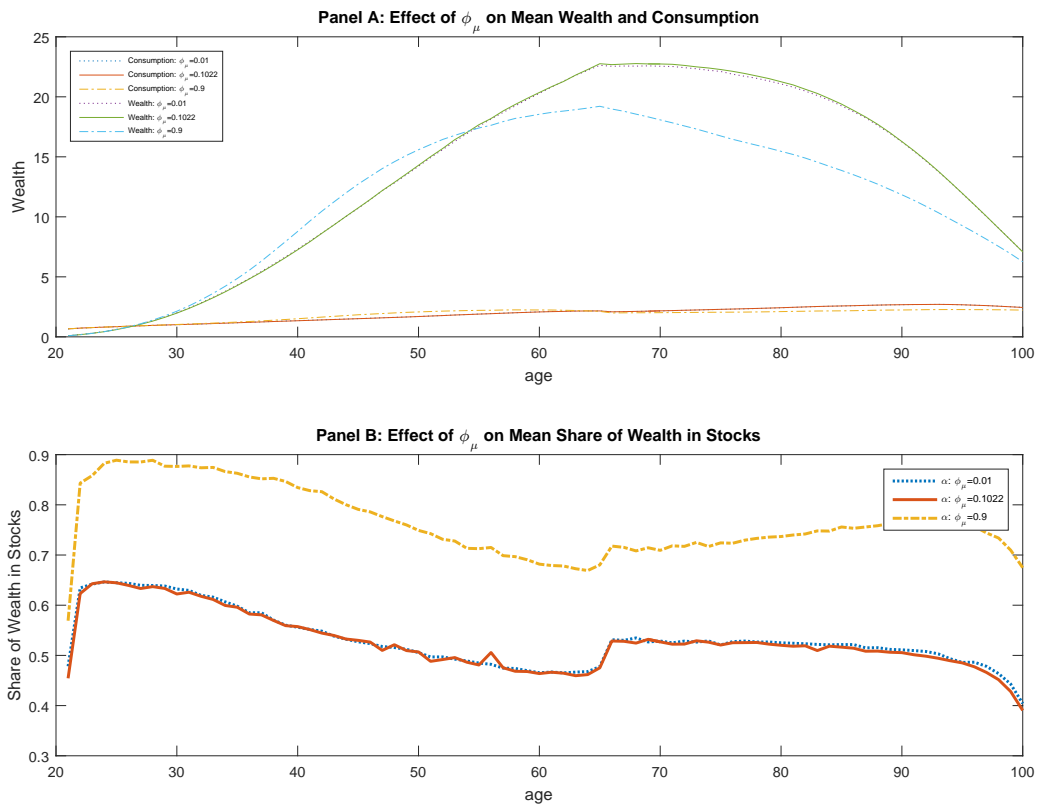 Panel A: Effect of ϕμ on Mean Wealth and Consumption
25
20
15
10
5
0
Wealth
Consumption: ϕμ=0.01
Consumption: ϕμ=0.1022
Consumption: ϕμ=0.9
Wealth: ϕμ=0.01
Wealth: ϕμ=0.1022
Wealth: ϕμ=0.9
20 30 40 50 60 70 80 90 100
age
Panel B: Effect of ϕμ on Mean Share of Wealth in Stocks
0.9
0.8
0.7
0.6
0.5
0.4
0.3
Share of Wealth in Stocks
α: ϕμ=0.01
α: ϕμ=0.1022
α: ϕμ=0.9
20 30 40 50 60 70 80 90 100
age